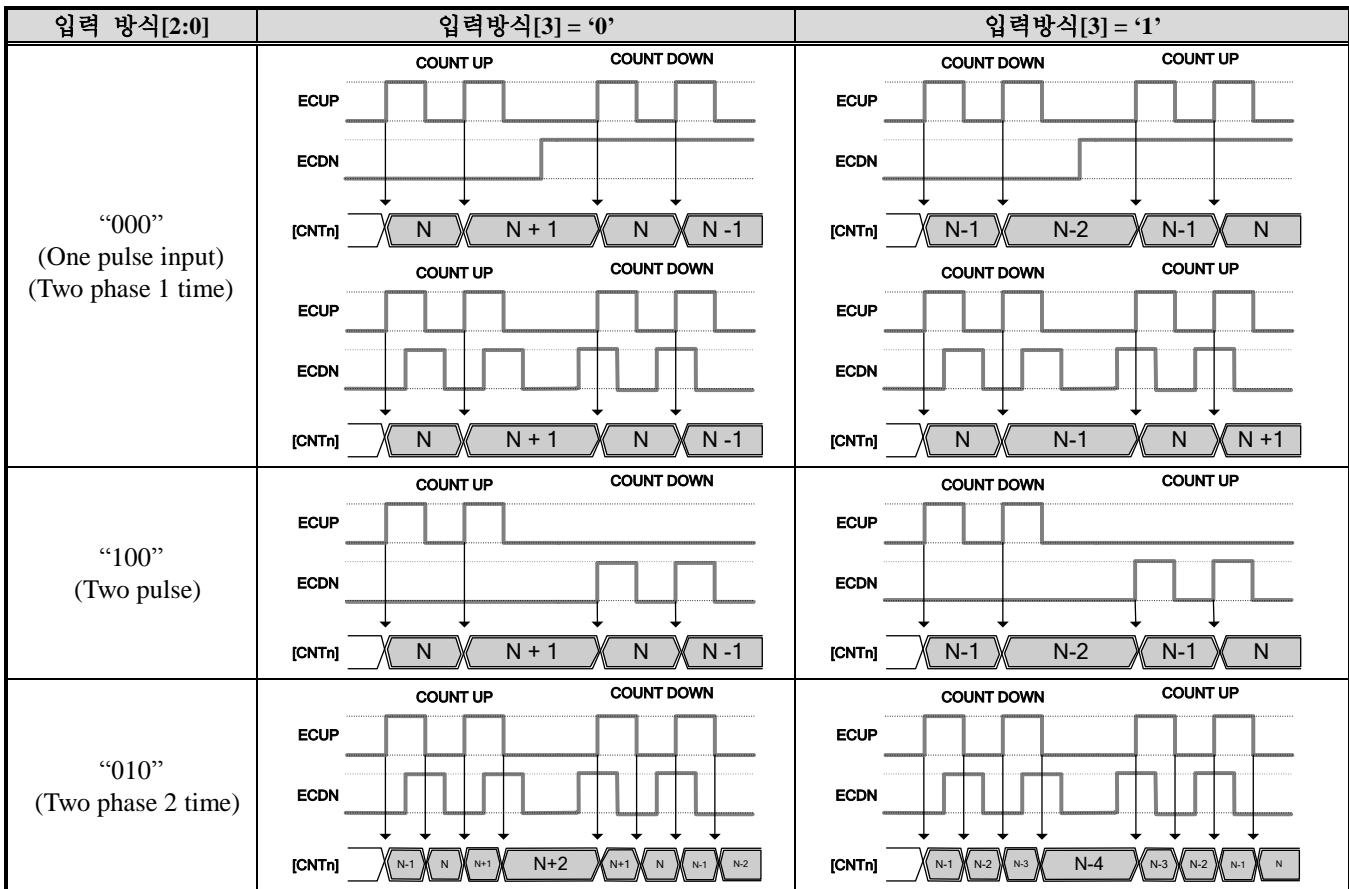 입력 방식[2:0] 입력방식[3] = ‘0’ 입력방식[3] = ‘1’
“000”
(One pulse input)
(Two phase 1 time)
COUNT UP COUNT DOWN
ECUP
ECDN
[CNTn] N N + 1 N N -1
COUNT UP COUNT DOWN
ECUP
ECDN
[CNTn] N N + 1 N N -1
COUNT DOWN COUNT UP
ECUP
ECDN
[CNTn] N-1 N-2 N-1 N
COUNT DOWN COUNT UP
ECUP
ECDN
[CNTn] N N-1 N N +1
“100”
(Two pulse)
COUNT UP COUNT DOWN
ECUP
ECDN
[CNTn] N N + 1 N N -1
COUNT DOWN COUNT UP
ECUP
ECDN
[CNTn] N-1 N-2 N-1 N
“010”
(Two phase 2 time)
COUNT UP COUNT DOWN
ECUP
ECDN
[CNTn] N-1 N N+1 N+2 N+1 N N-1 N-2
COUNT DOWN COUNT UP
ECUP
ECDN
[CNTn] N-1 N-2 N-3 N-4 N-3 N-2 N-1 N